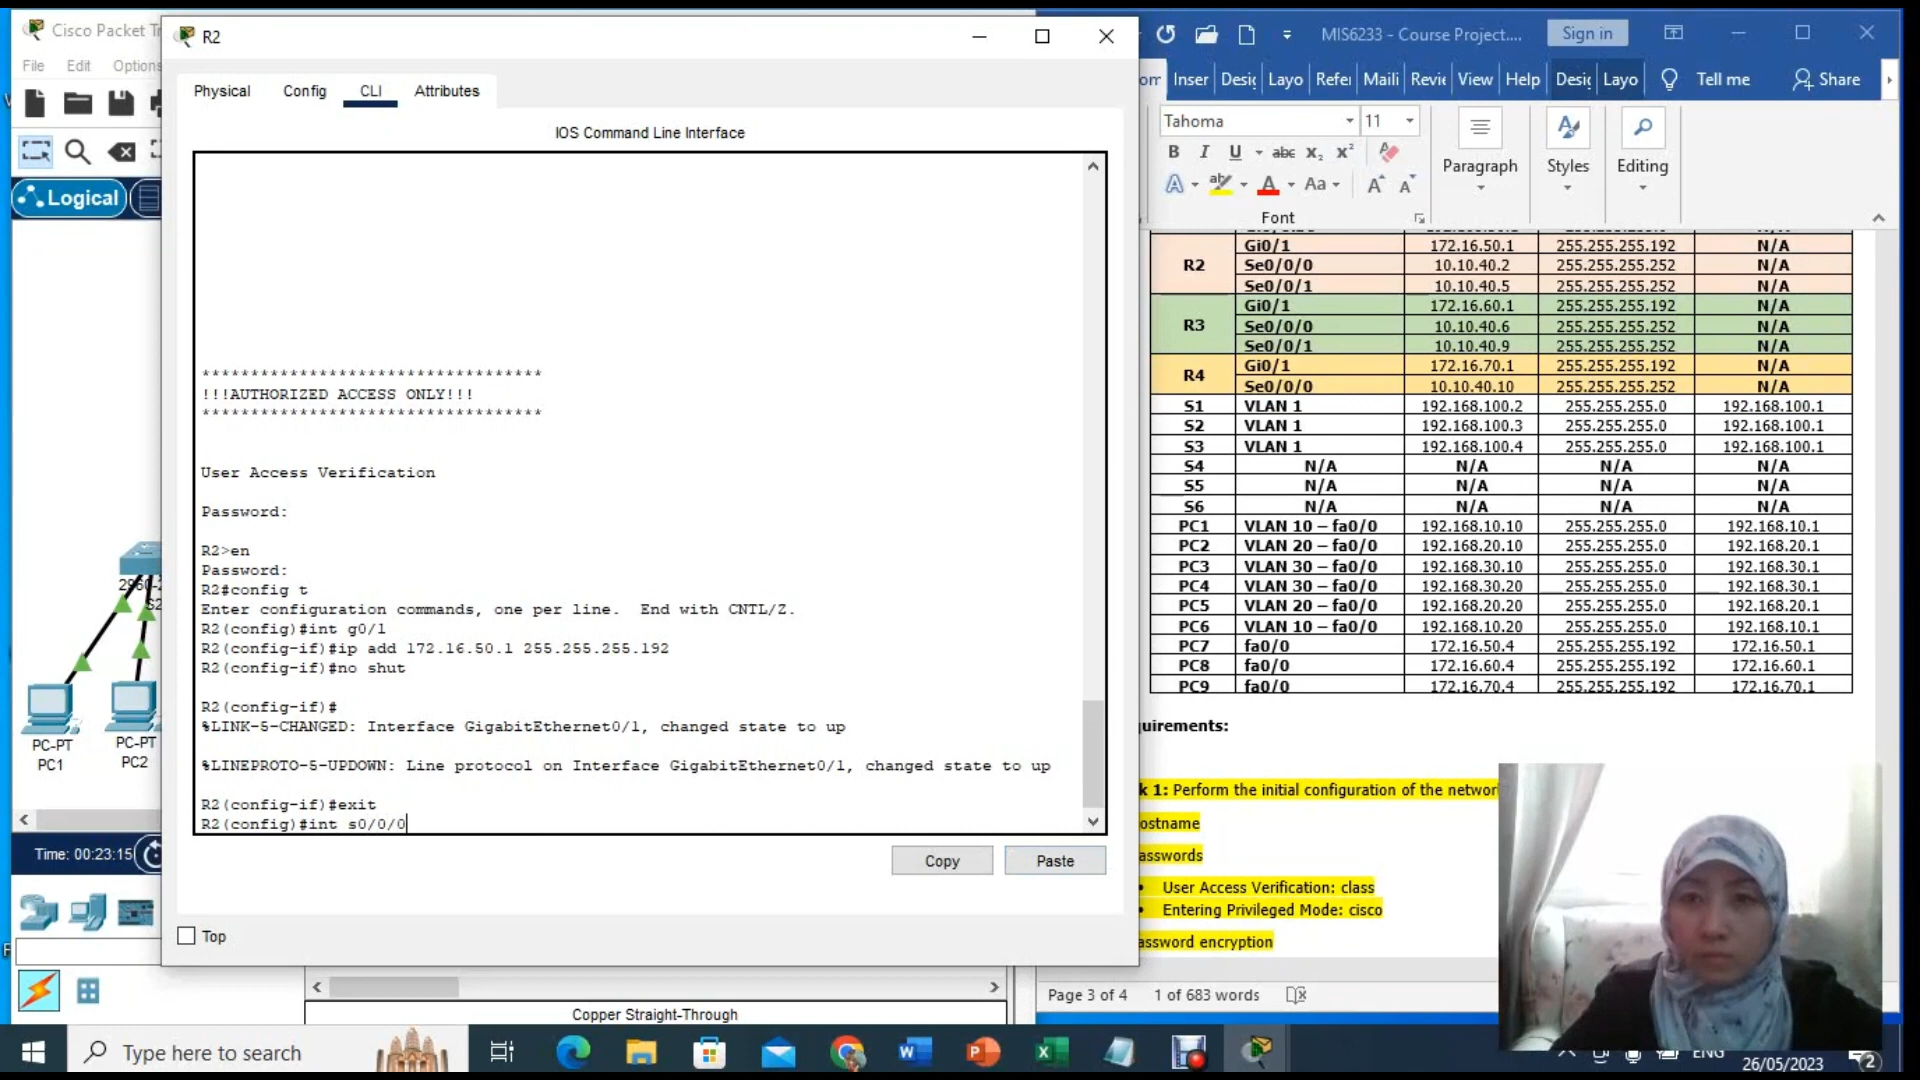 Cisco Packet Tr
File Edit Options
Logical
2960-2
S2
PC-PT
PC1
PC-PT
PC2
Time: 00:23:15
R2
Physical Config CLI Attributes
IOS Command Line Interface
***********************************
!!!AUTHORIZED ACCESS ONLY!!!
***********************************
User Access Verification
Password:
R2>en
Password:
R2#config t
Enter configuration commands, one per line.  End with CNTL/Z.
R2(config)#int g0/1
R2(config-if)#ip add 172.16.50.1 255.255.255.192
R2(config-if)#no shut
R2(config-if)#
%LINK-5-CHANGED: Interface GigabitEthernet0/1, changed state to up
%LINEPROTO-5-UPDOWN: Line protocol on Interface GigabitEthernet0/1, changed state to up
R2(config-if)#exit
R2(config)#int s0/0/0
Copy Paste
Top
Copper Straight-Through
MIS6233 - Course Project.... Sign in
om Inser Desig Layo Refer Maili Revie View Help Desig Layo Tell me Share
Tahoma 11
Paragraph Styles Editing
Font
R2 Gi0/1 172.16.50.1 255.255.255.192 N/A
Se0/0/0 10.10.40.2 255.255.255.252 N/A
Se0/0/1 10.10.40.5 255.255.255.252 N/A
R3 Gi0/1 172.16.60.1 255.255.255.192 N/A
Se0/0/0 10.10.40.6 255.255.255.252 N/A
Se0/0/1 10.10.40.9 255.255.255.252 N/A
R4 Gi0/1 172.16.70.1 255.255.255.192 N/A
Se0/0/0 10.10.40.10 255.255.255.252 N/A
S1 VLAN 1 192.168.100.2 255.255.255.0 192.168.100.1
S2 VLAN 1 192.168.100.3 255.255.255.0 192.168.100.1
S3 VLAN 1 192.168.100.4 255.255.255.0 192.168.100.1
S4 N/A N/A N/A N/A
S5 N/A N/A N/A N/A
S6 N/A N/A N/A N/A
PC1 VLAN 10 – fa0/0 192.168.10.10 255.255.255.0 192.168.10.1
PC2 VLAN 20 – fa0/0 192.168.20.10 255.255.255.0 192.168.20.1
PC3 VLAN 30 – fa0/0 192.168.30.10 255.255.255.0 192.168.30.1
PC4 VLAN 30 – fa0/0 192.168.30.20 255.255.255.0 192.168.30.1
PC5 VLAN 20 – fa0/0 192.168.20.20 255.255.255.0 192.168.20.1
PC6 VLAN 10 – fa0/0 192.168.10.20 255.255.255.0 192.168.10.1
PC7 fa0/0 172.16.50.4 255.255.255.192 172.16.50.1
PC8 fa0/0 172.16.60.4 255.255.255.192 172.16.60.1
PC9 fa0/0 172.16.70.4 255.255.255.192 172.16.70.1
uirements:
k 1: Perform the initial configuration of the network
ostname
asswords
• User Access Verification: class
• Entering Privileged Mode: cisco
assword encryption
Page 3 of 4 1 of 683 words
Type here to search
ENG
26/05/2023
2